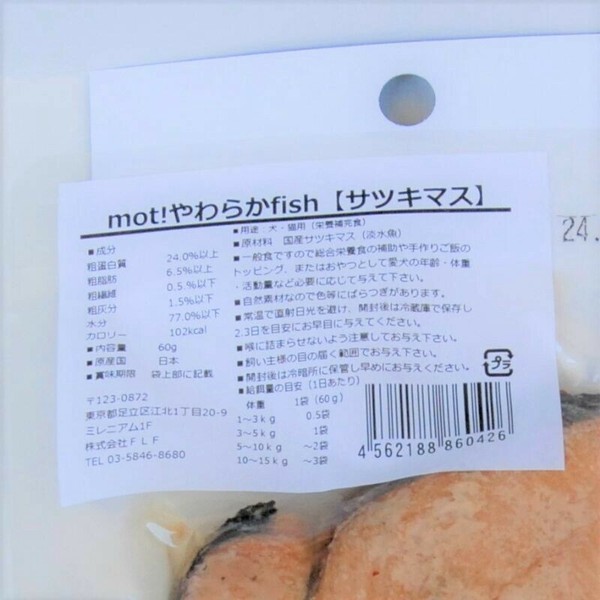 mot!やわらかfish【サツキマス】
■成分
粗蛋白質 24.0%以上
粗脂肪 6.5%以上
粗繊維 0.5%以下
粗灰分 1.5%以下
水分 77.0%以下
カロリー 102kcal
■内容量 60g
■原産国 日本
■賞味期限 袋上部に記載
〒123-0872
東京都足立区江北1丁目20-9
ミレニアム1F
株式会社ＦＬＦ
TEL 03-5846-8680
■用途：犬・猫用（栄養補完食）
■原材料 国産サツキマス（淡水魚）
■一般食ですので総合栄養食の補助や手作りご飯の
トッピング、またはおやつとして愛犬の年齢・体重
・活動量など必要に応じて与えて下さい。
■自然素材なので色等にばらつきがあります。
■常温で直射日光を避け、開封後は冷蔵庫で保存し
2.3日を目安にお早目に与えてください。
■喉に詰まらせないよう注意してお与え下さい。
■飼い主様の目の届く範囲でお与え下さい。
■開封後は冷暗所に保管し早めにお与えください。
■給餌量の目安（1日あたり）
体重 1袋（60ｇ）
1～3ｋｇ 0.5袋
3～5ｋｇ 1袋
5～10ｋｇ ～2袋
10～15ｋｇ ～3袋
プラ
4 562188 860426
24.